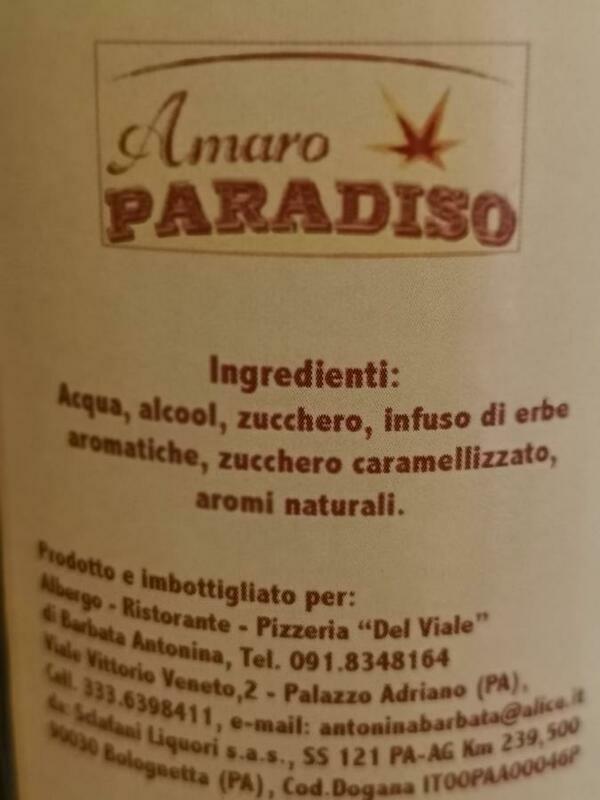 Amaro
PARADISO
Ingredienti:
Acqua, alcool, zucchero, infuso di erbe
aromatiche, zucchero caramellizzato,
aromi naturali.
Prodotto e imbottigliato per:
Albergo - Ristorante - Pizzeria “Del Viale”
di Barbata Antonina, Tel. 091.8348164
Viale Vittorio Veneto,2 - Palazzo Adriano (PA),
Cell. 333.6398411, e-mail: antoninabarbata@alice.it
da: Sclafani Liquori s.a.s., SS 121 PA-AG Km 239,500
90030 Bolognetta (PA), Cod.Dogana IT00PAA00046P